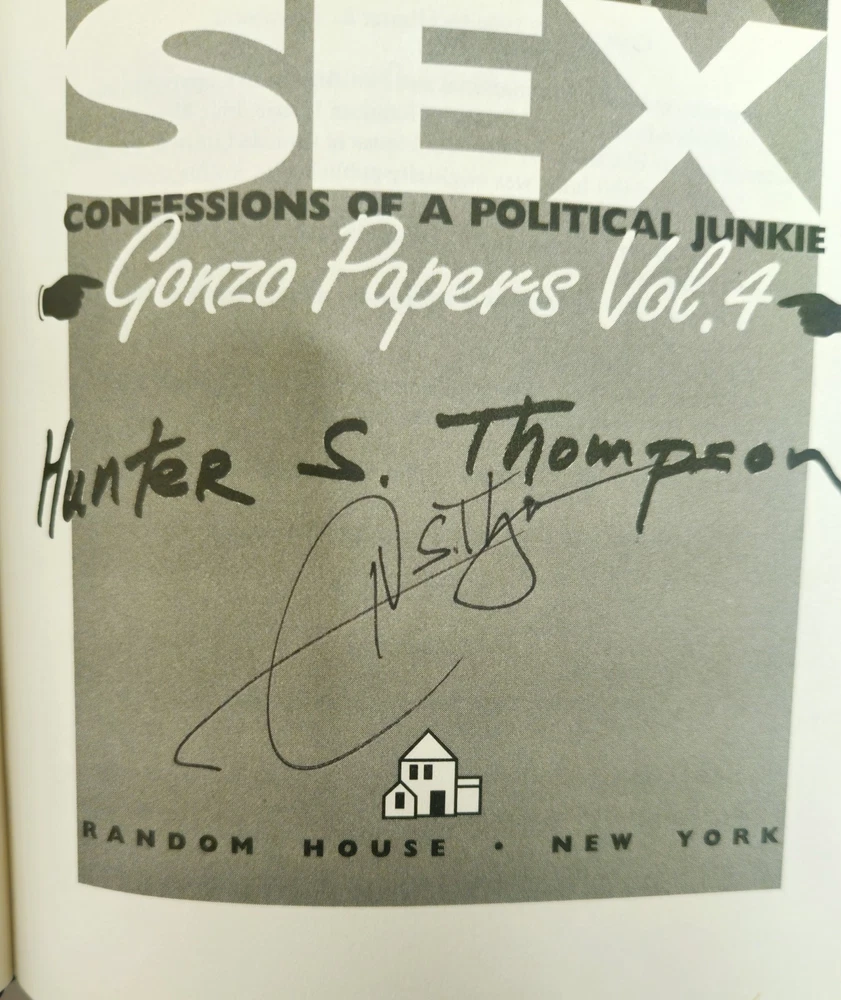 SEX
CONFESSIONS OF A POLITICAL JUNKIE
Gonzo Papers Vol. 4
Hunter S. Thompson
RANDOM HOUSE • NEW YORK